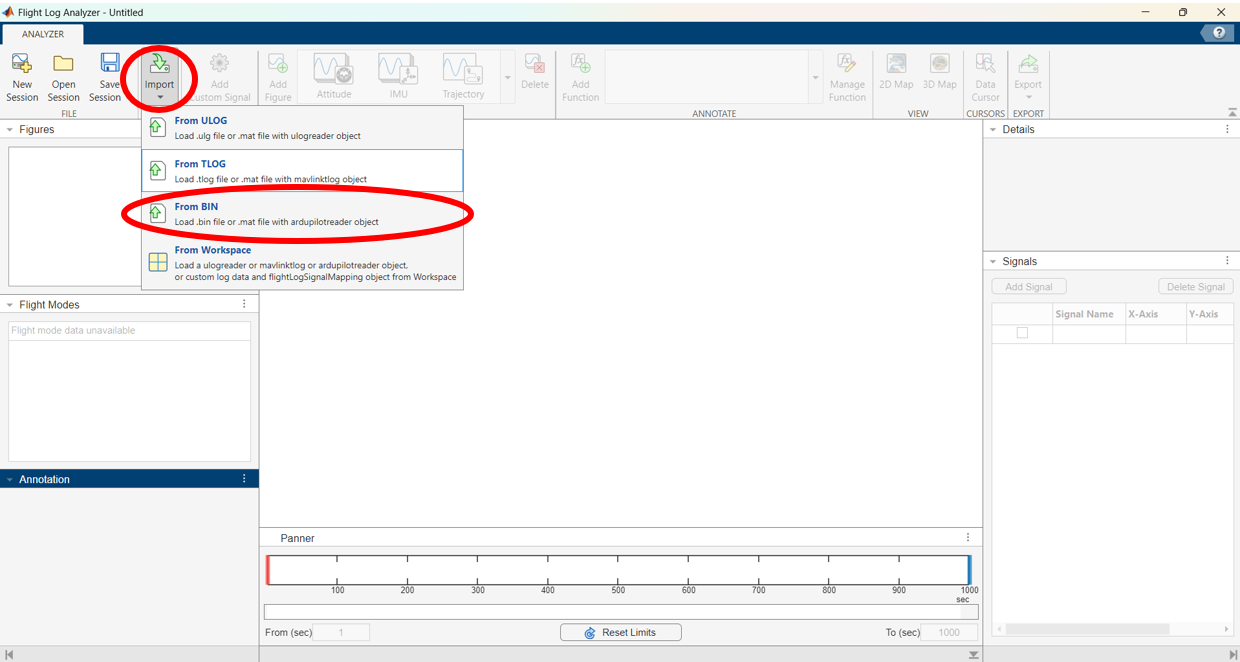 Flight Log Analyzer - Untitled
ANALYZER
?
New Session
Open Session
Save Session
Import
Add
Custom Signal
Add Figure
Attitude
IMU
Trajectory
Delete
Add Function
Manage Function
2D Map
3D Map
Data Cursor
Export
FILE
ANNOTATE
VIEW
CURSORS
EXPORT
From ULOG
Load .ulg file or .mat file with ulogreader object
From TLOG
Load .tlog file or .mat file with mavlinktlog object
From BIN
Load .bin file or .mat file with ardupilotreader object
From Workspace
Load a ulogreader or mavlinktlog or ardupilotreader object,
or custom log data and flightLogSignalMapping object from Workspace
Figures
Flight Modes
Flight mode data unavailable
Annotation
Panner
100 200 300 400 500 600 700 800 900 1000
sec
From (sec) 1
Reset Limits
To (sec) 1000
Details
Signals
Add Signal
Delete Signal
Signal Name X-Axis Y-Axis